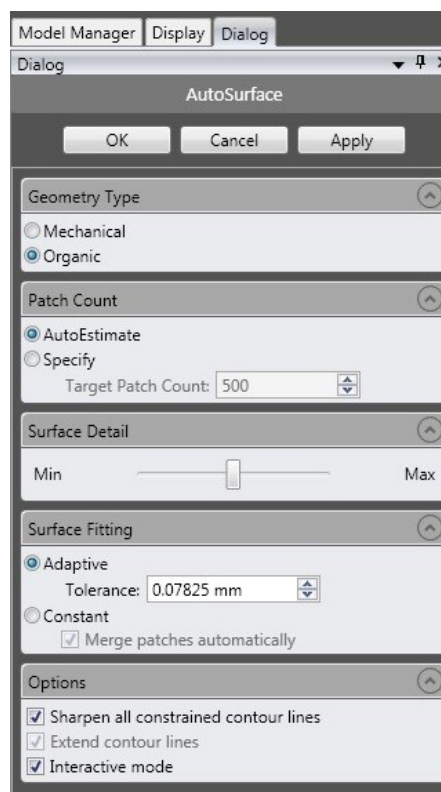 Model Manager Display Dialog
Dialog
AutoSurface
OK Cancel Apply
Geometry Type
Mechanical
Organic
Patch Count
AutoEstimate
Specify
Target Patch Count: 500
Surface Detail
Min Max
Surface Fitting
Adaptive
Tolerance: 0.07825 mm
Constant
Merge patches automatically
Options
Sharpen all constrained contour lines
Extend contour lines
Interactive mode